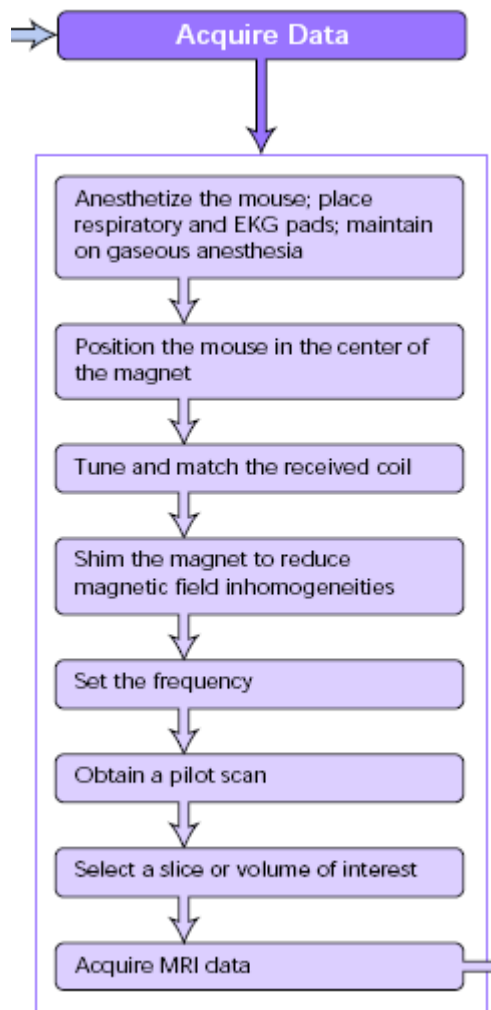 Acquire Data
Anesthetize the mouse; place
respiratory and EKG pads; maintain
on gaseous anesthesia
Position the mouse in the center of
the magnet
Tune and match the received coil
Shim the magnet to reduce
magnetic field inhomogeneities
Set the frequency
Obtain a pilot scan
Select a slice or volume of interest
Acquire MRI data